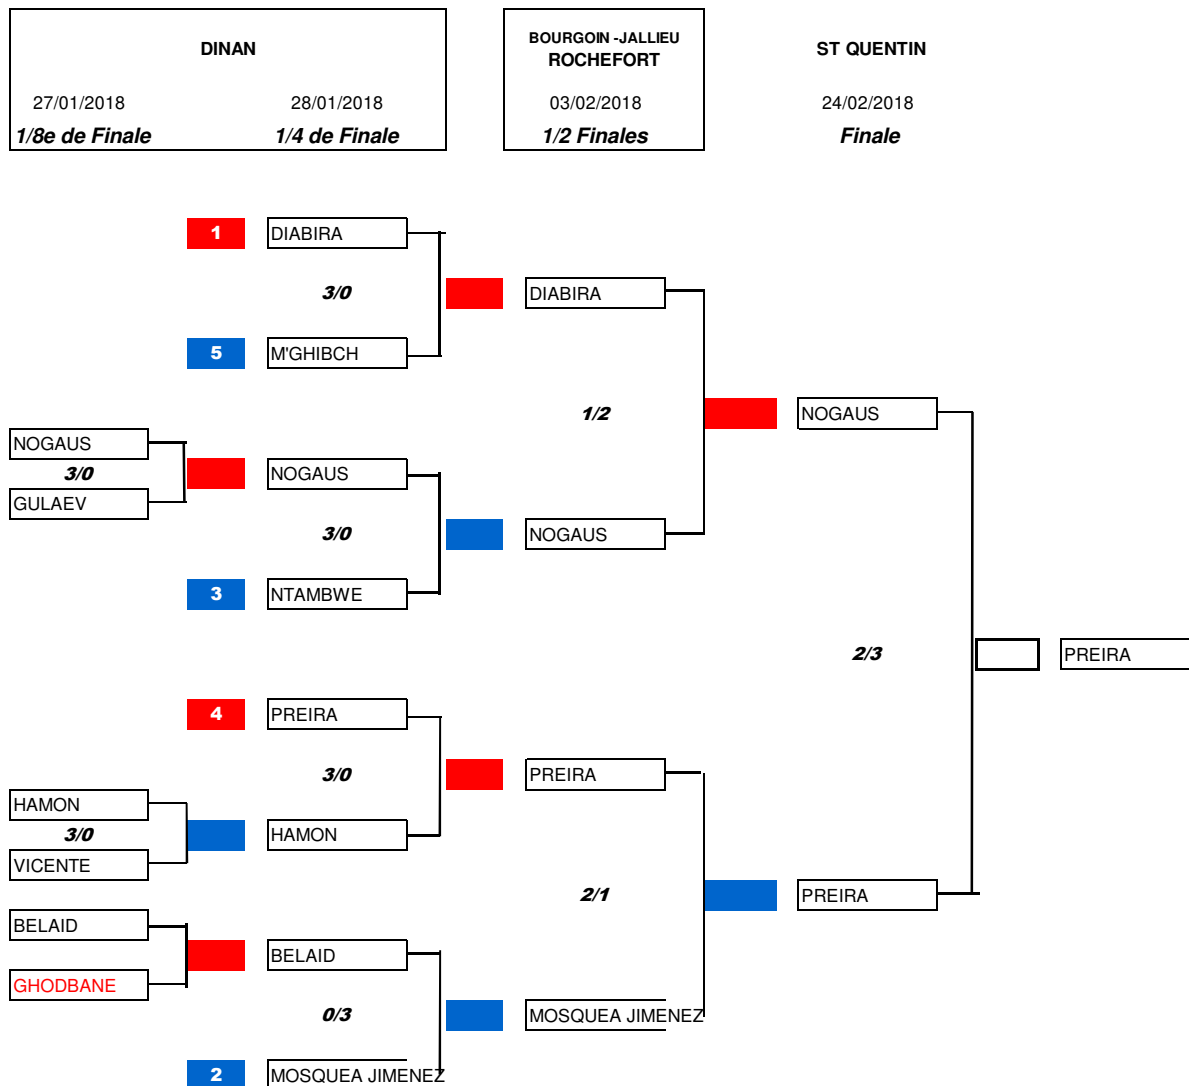 DINAN
BOURGOIN -JALLIEU
ROCHEFORT
ST QUENTIN
27/01/2018 28/01/2018 03/02/2018 24/02/2018
1/8e de Finale 1/4 de Finale 1/2 Finales Finale
1 DIABIRA
3/0 DIABIRA
5 M'GHIBCH
1/2 NOGAUS
NOGAUS
3/0 NOGAUS
GULAEV
3/0 NOGAUS
3 NTAMBWE
2/3 PREIRA
4 PREIRA
3/0 PREIRA
HAMON
3/0 HAMON
VICENTE
2/1 PREIRA
BELAID
BELAID
GHODBANE
0/3 MOSQUEA JIMENEZ
2 MOSQUEA JIMENEZ